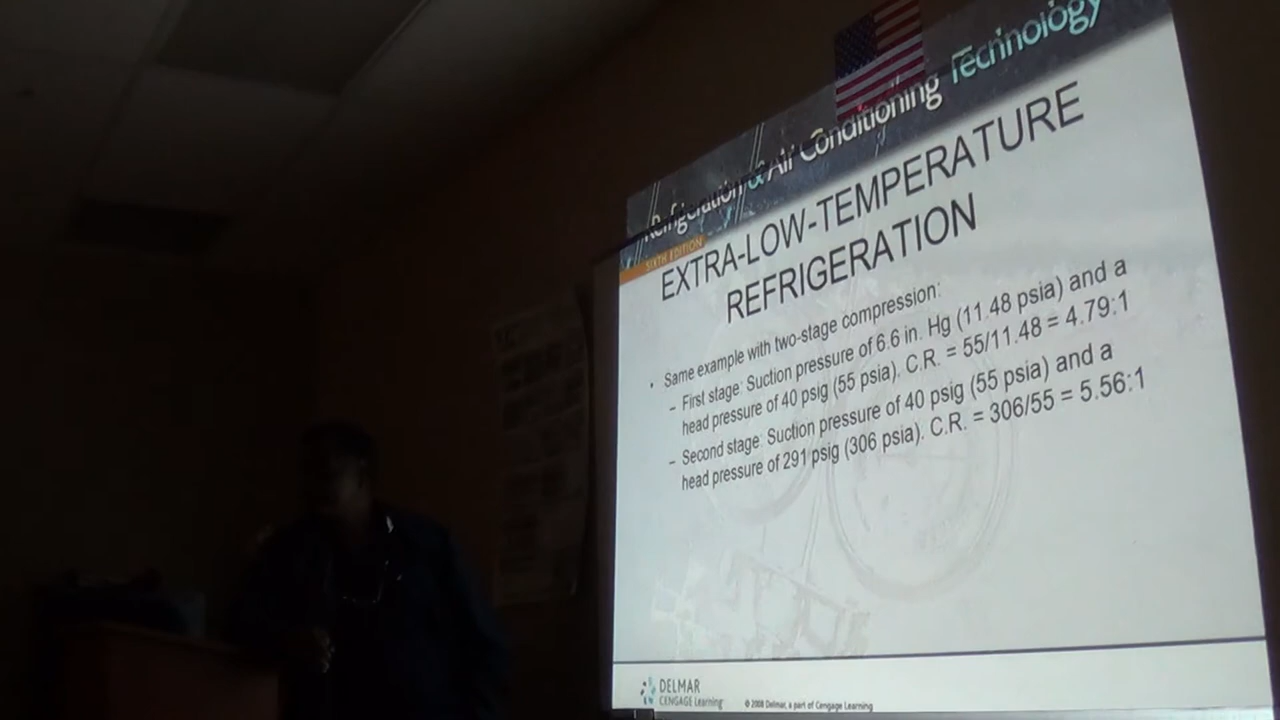 Refrigeration & Air Conditioning Technology
SIXTH EDITION
EXTRA-LOW-TEMPERATURE
REFRIGERATION
• Same example with two-stage compression:
– First stage: Suction pressure of 6.6 in. Hg (11.48 psia) and a
head pressure of 40 psig (55 psia). C.R. = 55/11.48 = 4.79:1
– Second stage: Suction pressure of 40 psig (55 psia) and a
head pressure of 291 psig (306 psia). C.R. = 306/55 = 5.56:1
DELMAR
CENGAGE Learning
© 2008 Delmar, a part of Cengage Learning